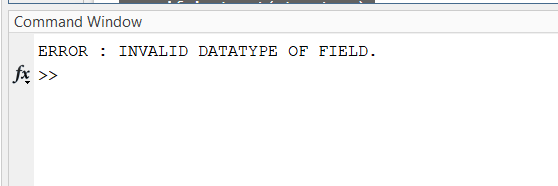 Command Window
ERROR : INVALID DATATYPE OF FIELD.
fx >>